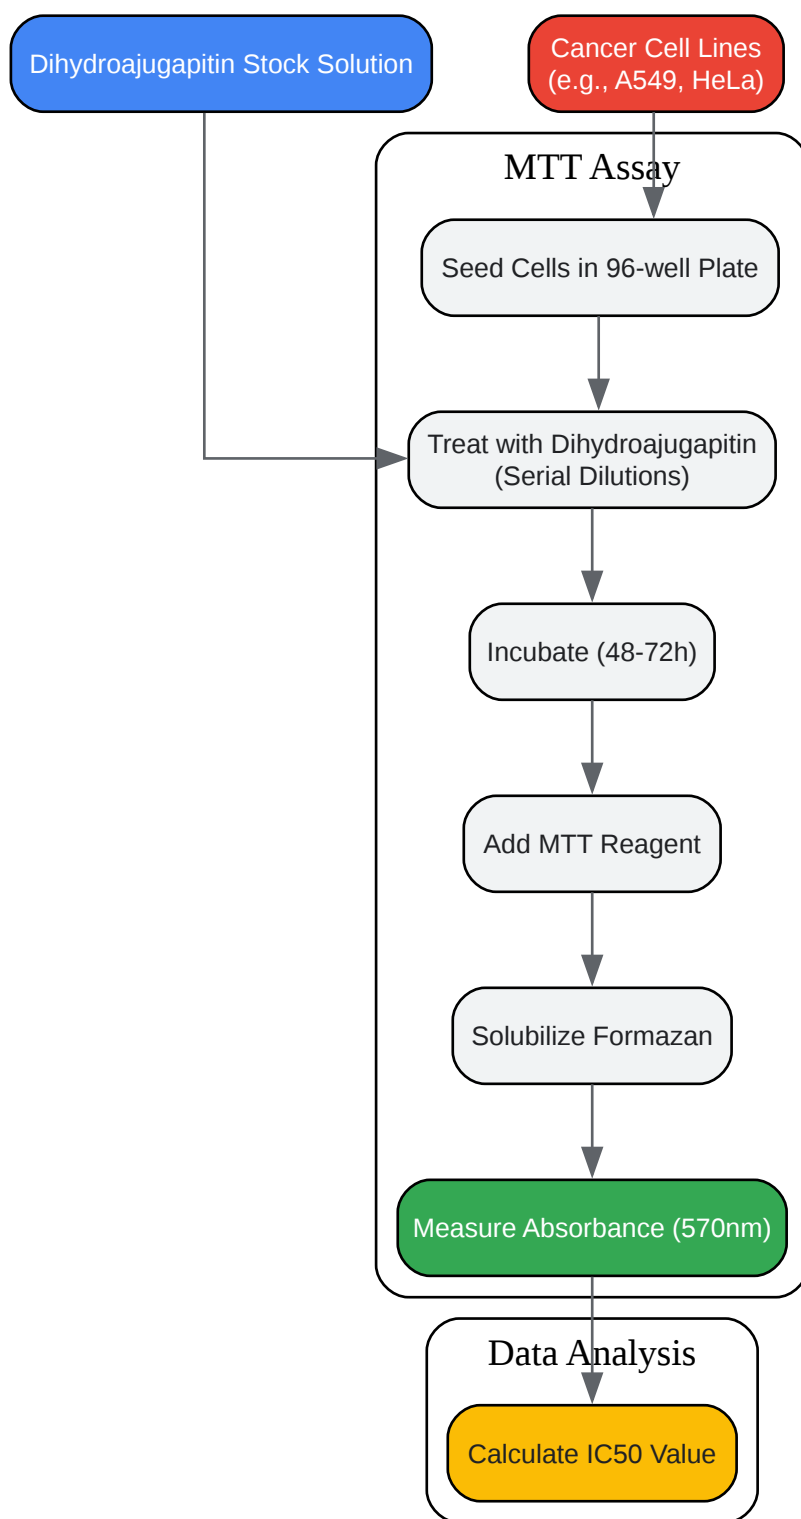 Dihydroajugapitin Stock Solution
Cancer Cell Lines
(e.g., A549, HeLa)
MTT Assay
Seed Cells in 96-well Plate
Treat with Dihydroajugapitin
(Serial Dilutions)
Incubate (48-72h)
Add MTT Reagent
Solubilize Formazan
Measure Absorbance (570nm)
Data Analysis
Calculate IC50 Value